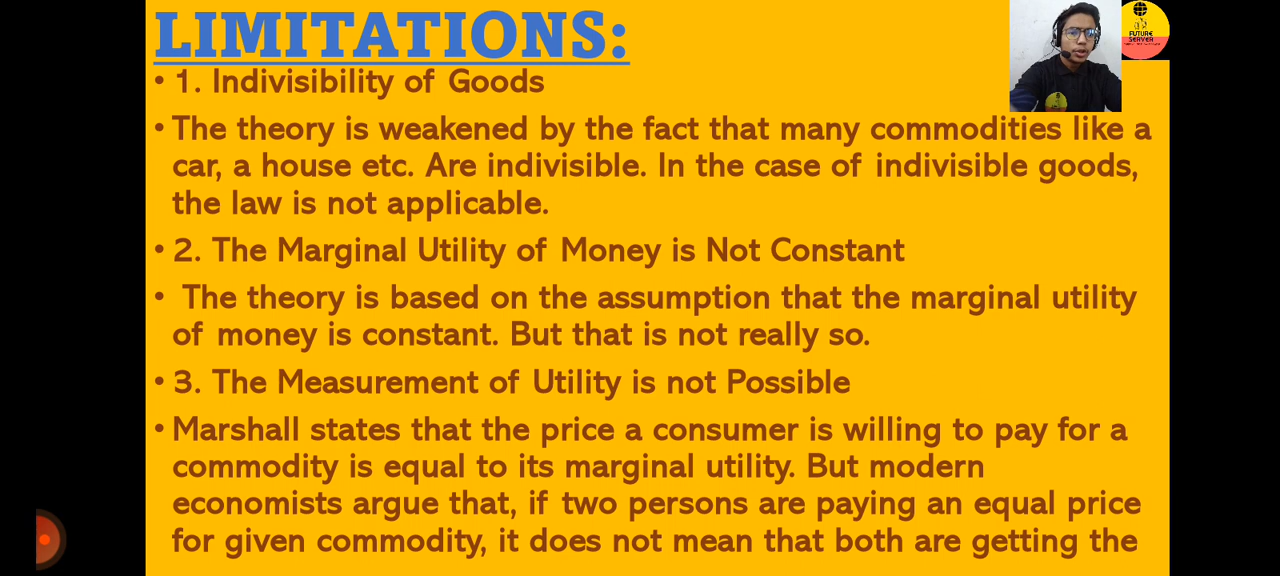 LIMITATIONS:
FUTURE
SERVER
• 1. Indivisibility of Goods
• The theory is weakened by the fact that many commodities like a
car, a house etc. Are indivisible. In the case of indivisible goods,
the law is not applicable.
• 2. The Marginal Utility of Money is Not Constant
• The theory is based on the assumption that the marginal utility
of money is constant. But that is not really so.
• 3. The Measurement of Utility is not Possible
• Marshall states that the price a consumer is willing to pay for a
commodity is equal to its marginal utility. But modern
economists argue that, if two persons are paying an equal price
for given commodity, it does not mean that both are getting the